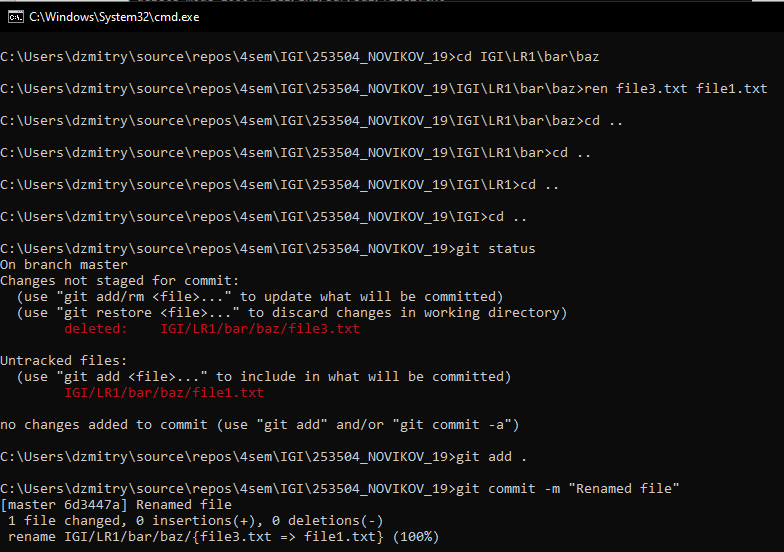 C:\Windows\System32\cmd.exe
C:\Users\dzmitry\source\repos\4sem\IGI\253504_NOVIKOV_19>cd IGI\LR1\bar\baz
C:\Users\dzmitry\source\repos\4sem\IGI\253504_NOVIKOV_19\IGI\LR1\bar\baz>ren file3.txt file1.txt
C:\Users\dzmitry\source\repos\4sem\IGI\253504_NOVIKOV_19\IGI\LR1\bar\baz>cd ..
C:\Users\dzmitry\source\repos\4sem\IGI\253504_NOVIKOV_19\IGI\LR1\bar>cd ..
C:\Users\dzmitry\source\repos\4sem\IGI\253504_NOVIKOV_19\IGI\LR1>cd ..
C:\Users\dzmitry\source\repos\4sem\IGI\253504_NOVIKOV_19\IGI>cd ..
C:\Users\dzmitry\source\repos\4sem\IGI\253504_NOVIKOV_19>git status
On branch master
Changes not staged for commit:
  (use "git add/rm <file>..." to update what will be committed)
  (use "git restore <file>..." to discard changes in working directory)
        deleted:    IGI/LR1/bar/baz/file3.txt
Untracked files:
  (use "git add <file>..." to include in what will be committed)
        IGI/LR1/bar/baz/file1.txt
no changes added to commit (use "git add" and/or "git commit -a")
C:\Users\dzmitry\source\repos\4sem\IGI\253504_NOVIKOV_19>git add .
C:\Users\dzmitry\source\repos\4sem\IGI\253504_NOVIKOV_19>git commit -m "Renamed file"
[master 6d3447a] Renamed file
 1 file changed, 0 insertions(+), 0 deletions(-)
 rename IGI/LR1/bar/baz/{file3.txt => file1.txt} (100%)